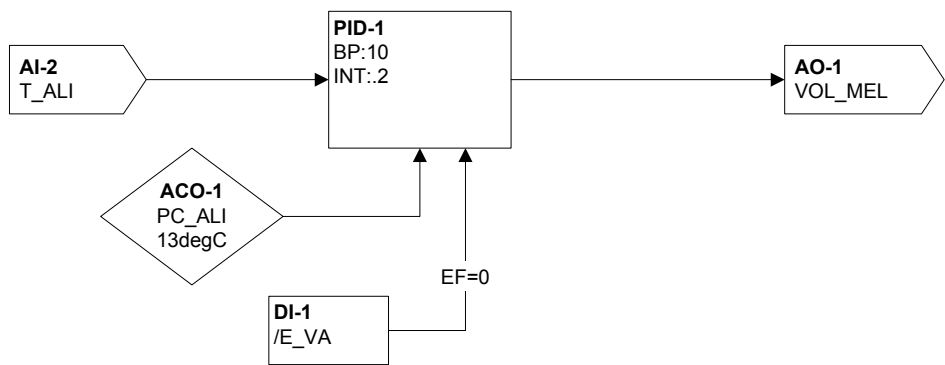 PID-1
BP:10
INT:.2
AI-2
T_ALI
AO-1
VOL_MEL
ACO-1
PC_ALI
13degC
EF=0
DI-1
/E_VA